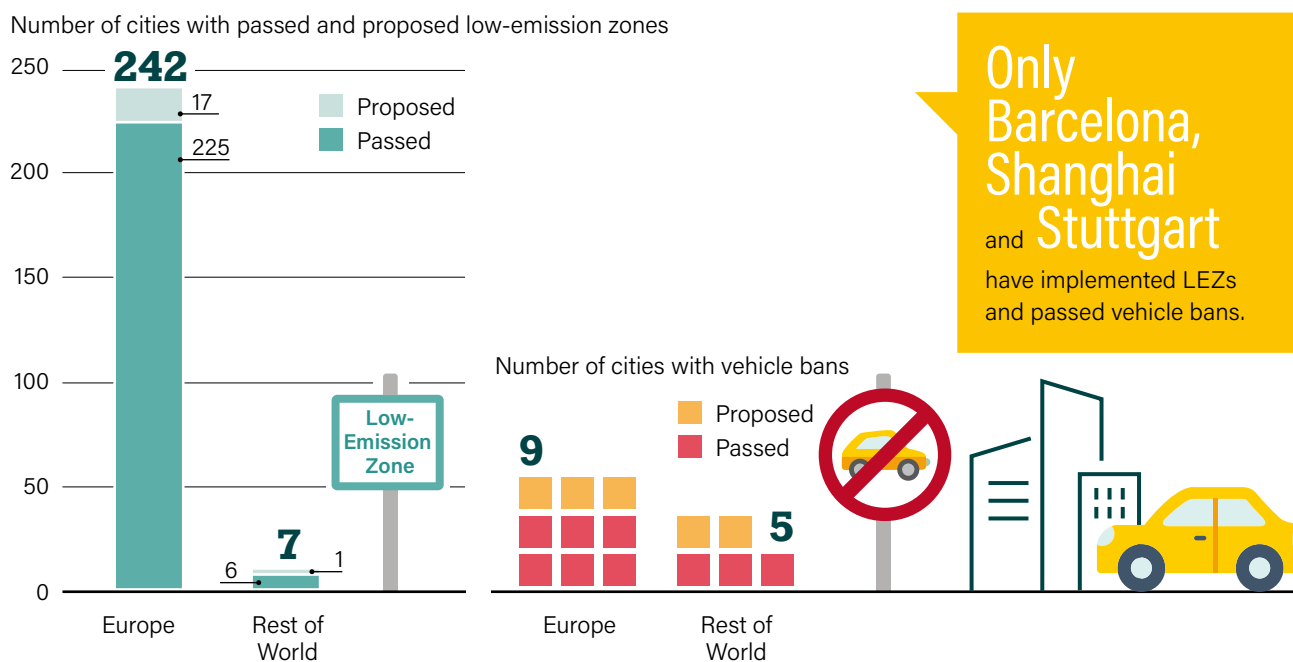 Number of cities with passed and proposed low-emission zones
250
200
150
100
50
0
242
17
225
Proposed
Passed
7
6
1
Low-
Emission
Zone
Europe
Rest of
World
Number of cities with vehicle bans
Proposed
Passed
9
5
Europe
Rest of
World
Only
Barcelona,
Shanghai
and Stuttgart
have implemented LEZs
and passed vehicle bans.